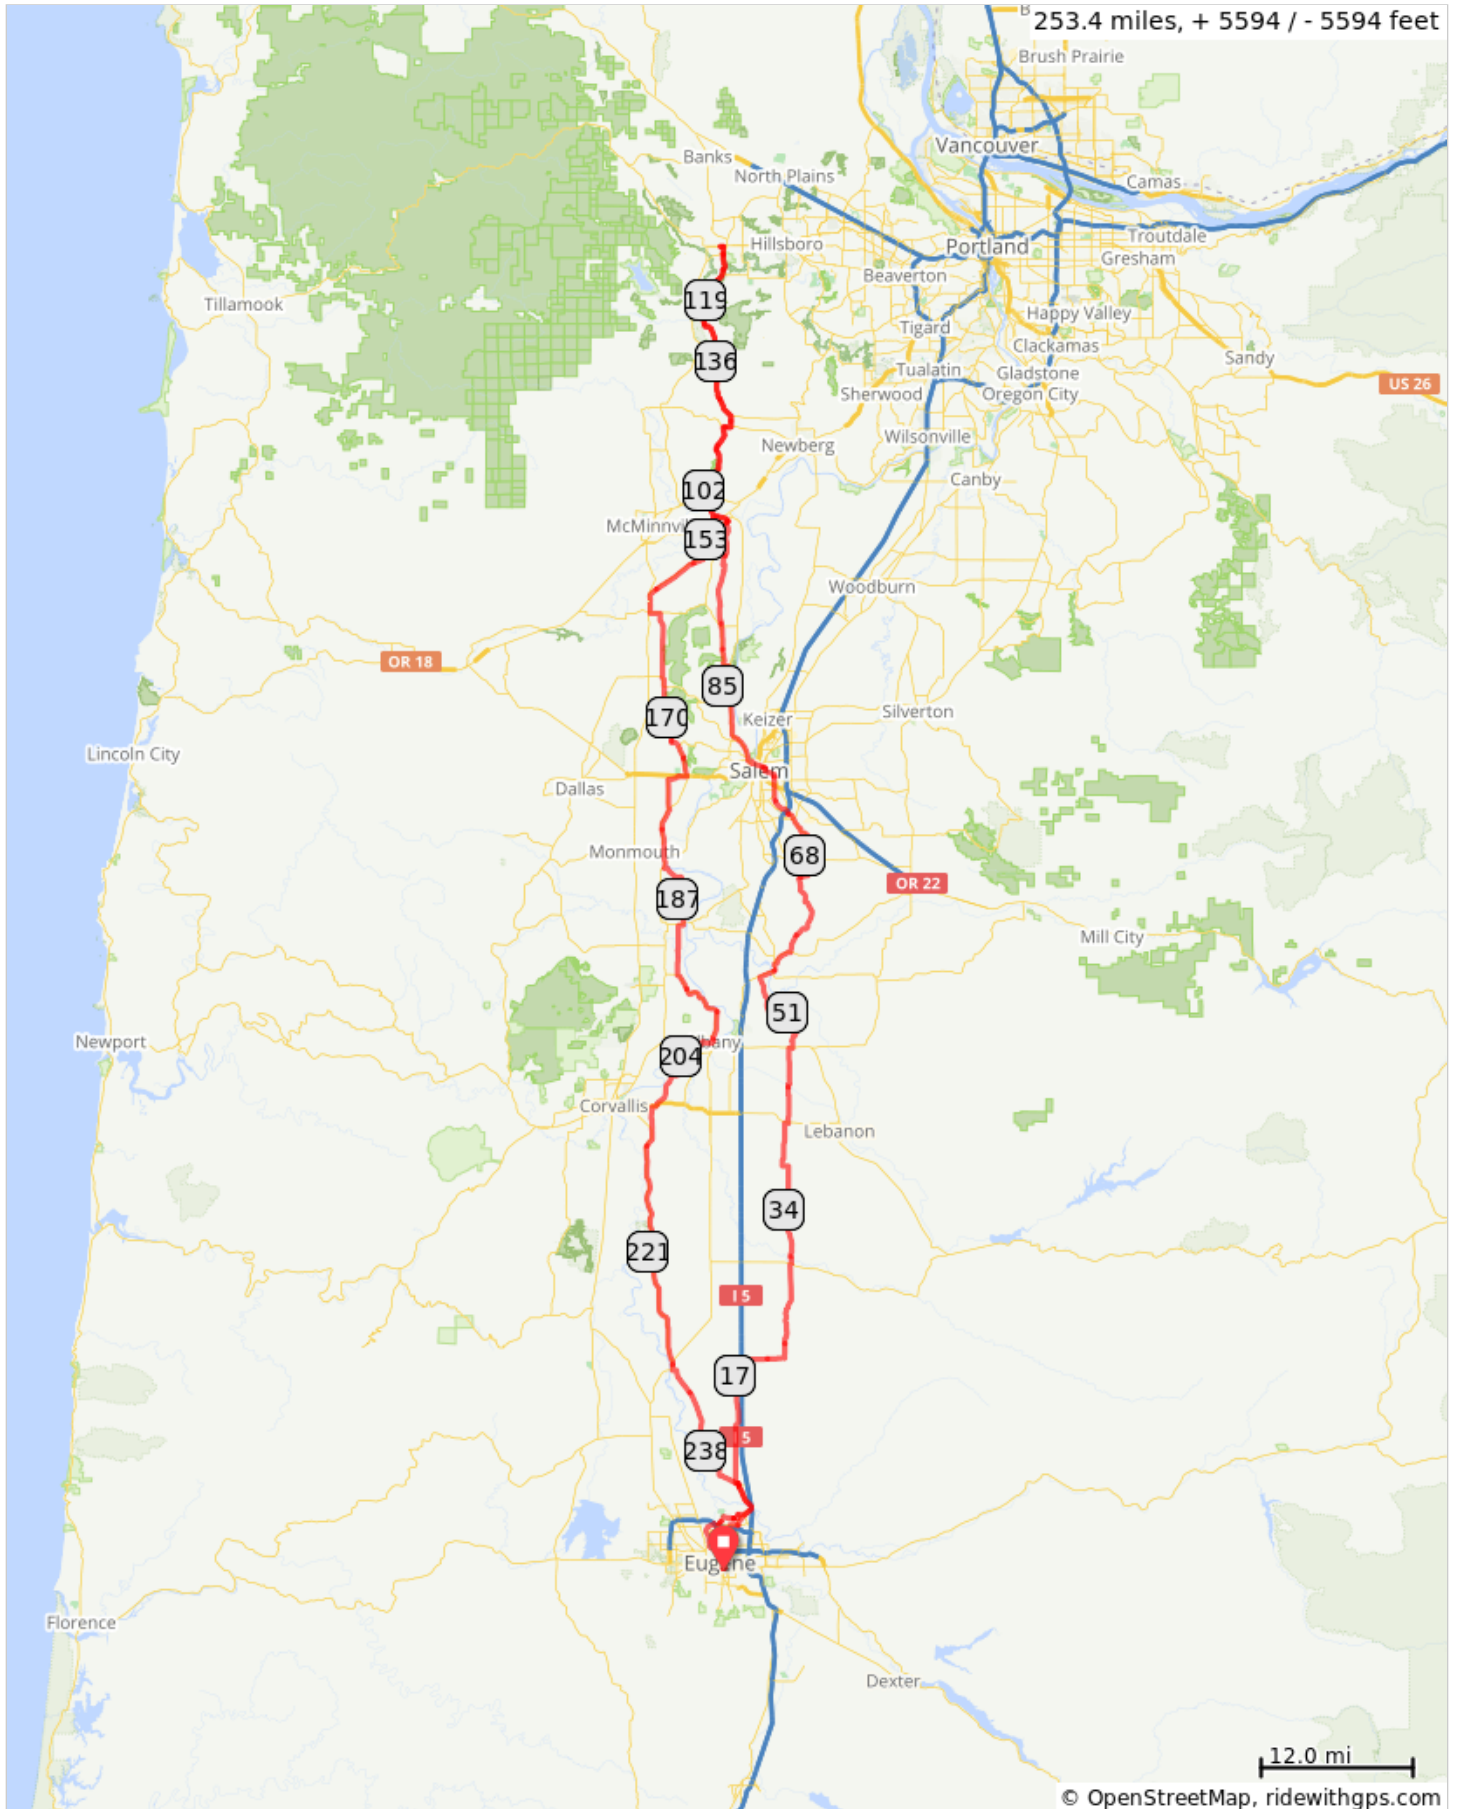 B
253.4 miles, + 5594 / - 5594 feet
Brush Prairie
Vancouver
Banks
North Plains
Camas
Hillsboro
Portland
Troutdale
Gresham
Beaverton
Tillamook
119
Happy Valley
Tigard
Clackamas
136
Sandy
Tualatin
Gladstone
US 26
Sherwood
Oregon City
Wilsonville
Newberg
Canby
102
McMinnvi
153
Woodburn
OR 18
85
170
Keizer
Silverton
Lincoln City
Salem
Dallas
Monmouth
68
OR 22
187
Mill City
51
Newport
204
bany
Corvallis
Lebanon
34
221
I 5
17
5
238
Eugene
Florence
Dexter
12.0 mi
© OpenStreetMap, ridewithgps.com